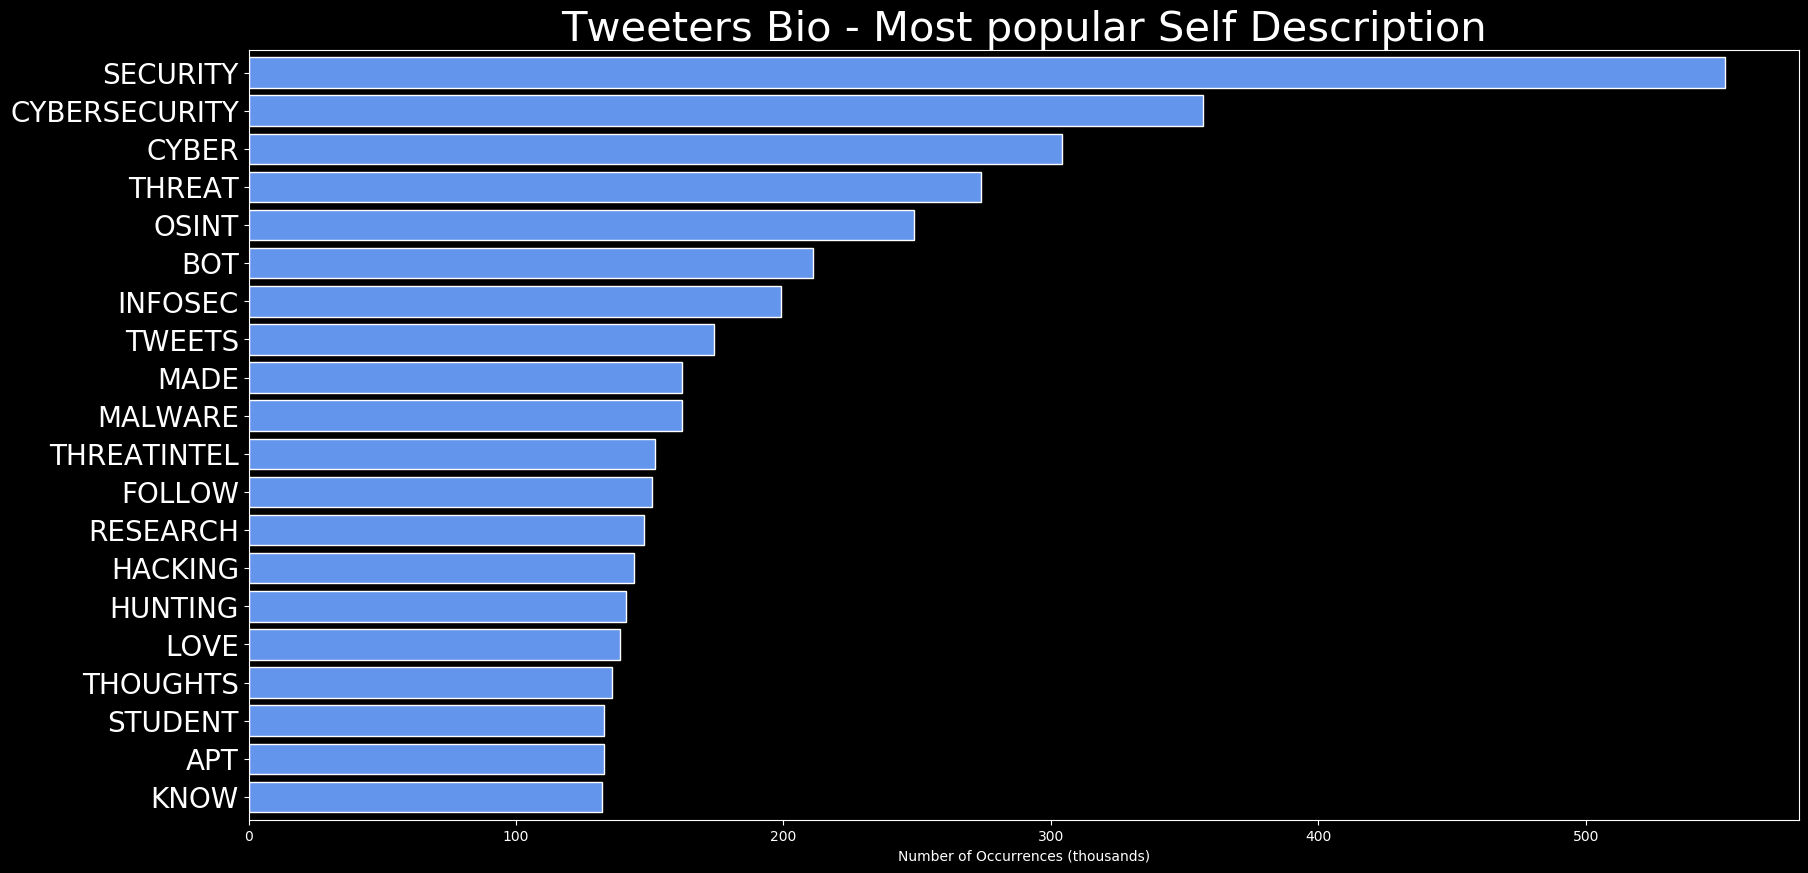 Tweeters Bio - Most popular Self Description
SECURITY
CYBERSECURITY
CYBER
THREAT
OSINT
BOT
INFOSEC
TWEETS
MADE
MALWARE
THREATINTEL
FOLLOW
RESEARCH
HACKING
HUNTING
LOVE
THOUGHTS
STUDENT
APT
KNOW
0 100 200 300 400 500
Number of Occurrences (thousands)